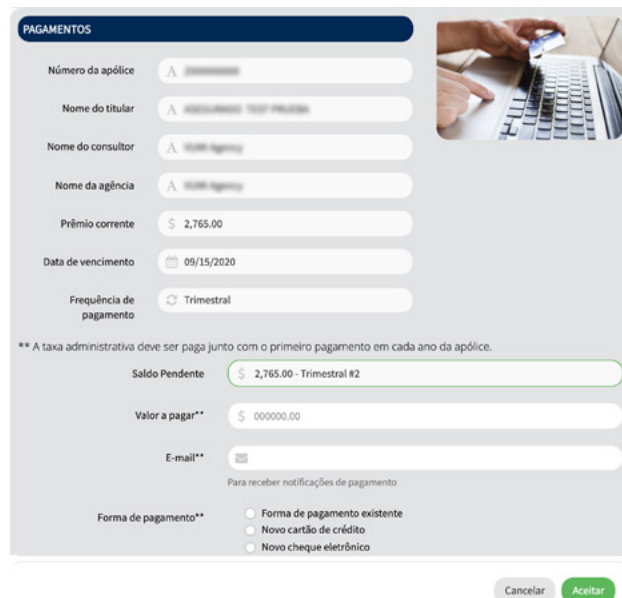 PAGAMENTOS
Número da apólice
Nome do titular
Nome do consultor
Nome da agência
Prêmio corrente $ 2,765.00
Data de vencimento 09/15/2020
Frequência de
pagamento
Trimestral
** A taxa administrativa deve ser paga junto com o primeiro pagamento em cada ano da apólice.
Saldo Pendente $ 2,765.00 - Trimestral #2
Valor a pagar** $ 000000.00
E-mail**
Para receber notificações de pagamento
Forma de pagamento** Forma de pagamento existente
Novo cartão de crédito
Novo cheque eletrônico
Cancelar Aceitar